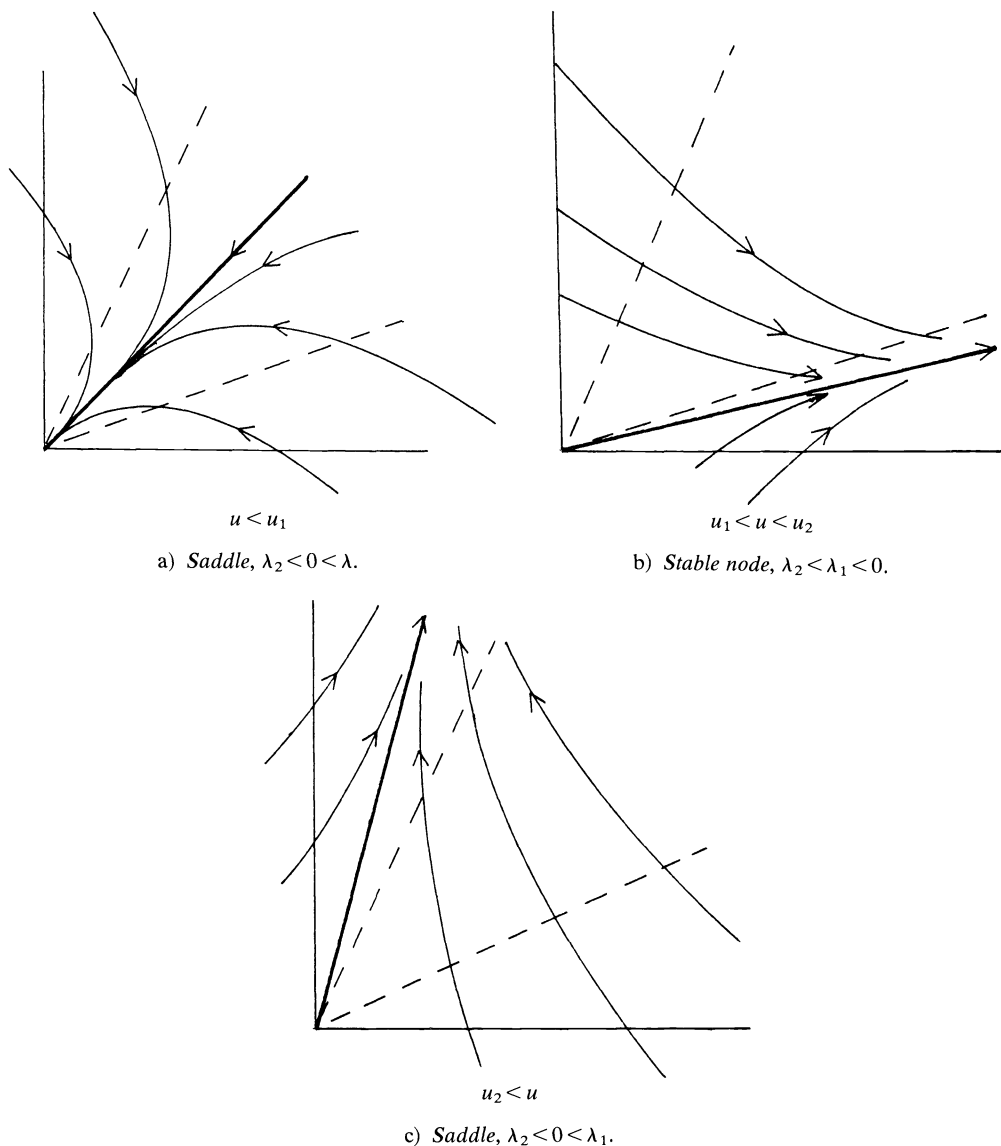 u < u₁
a) Saddle, λ₂ < 0 < λ.
u₁ < u < u₂
b) Stable node, λ₂ < λ₁ < 0.
u₂ < u
c) Saddle, λ₂ < 0 < λ₁.